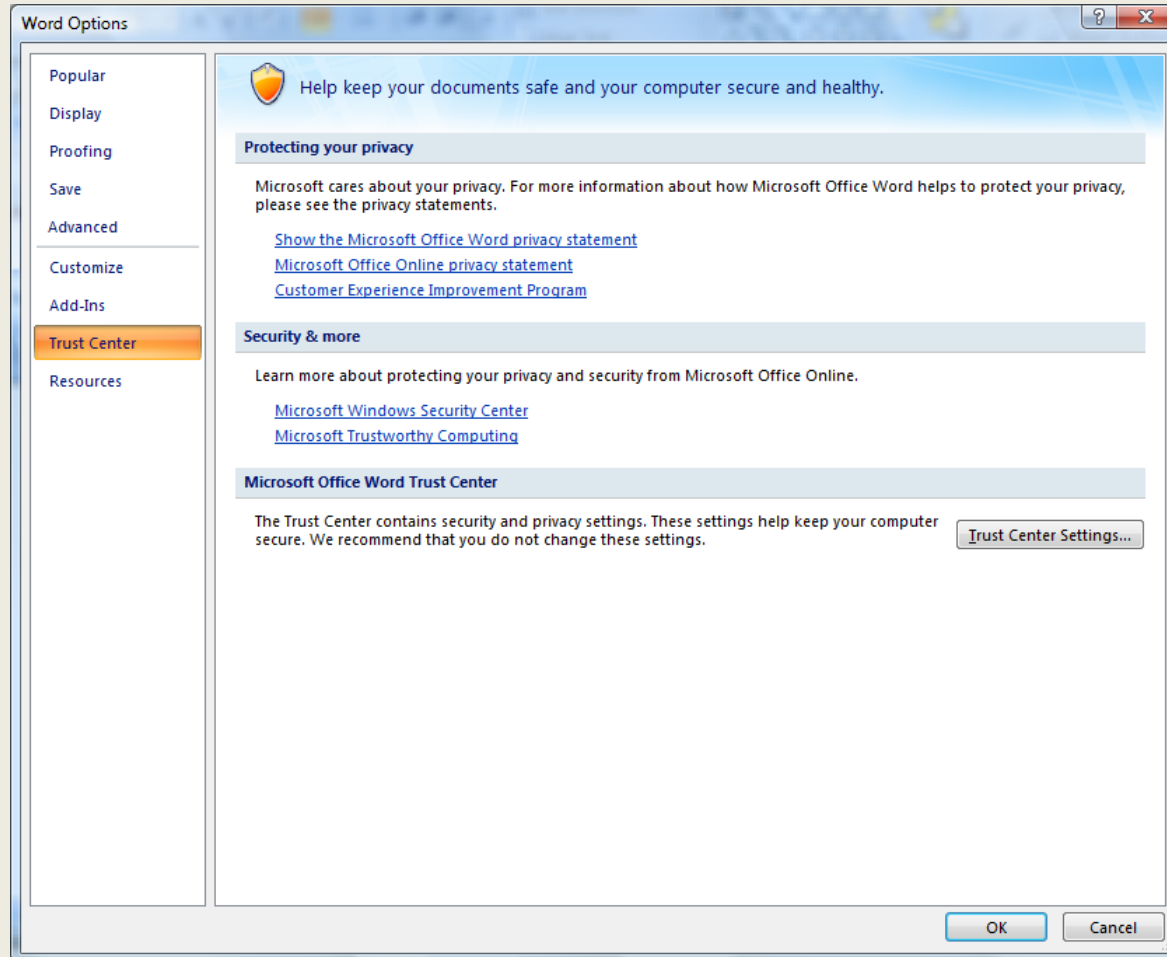 Word Options
?
X
Popular
Display
Proofing
Save
Advanced
Customize
Add-Ins
Trust Center
Resources
Help keep your documents safe and your computer secure and healthy.
Protecting your privacy
Microsoft cares about your privacy. For more information about how Microsoft Office Word helps to protect your privacy,
please see the privacy statements.
Show the Microsoft Office Word privacy statement
Microsoft Office Online privacy statement
Customer Experience Improvement Program
Security & more
Learn more about protecting your privacy and security from Microsoft Office Online.
Microsoft Windows Security Center
Microsoft Trustworthy Computing
Microsoft Office Word Trust Center
The Trust Center contains security and privacy settings. These settings help keep your computer
secure. We recommend that you do not change these settings.
Trust Center Settings...
OK
Cancel